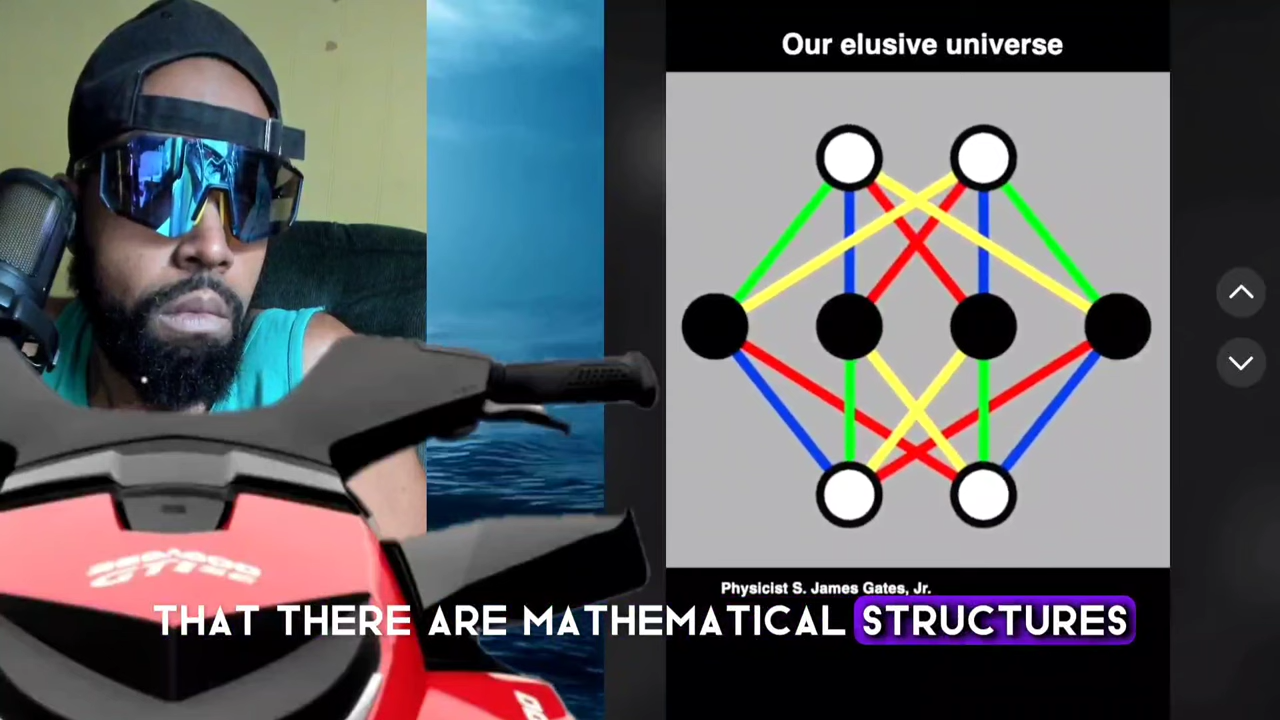 Our elusive universe
Physicist S. James Gates, Jr.
THAT THERE ARE MATHEMATICAL STRUCTURES